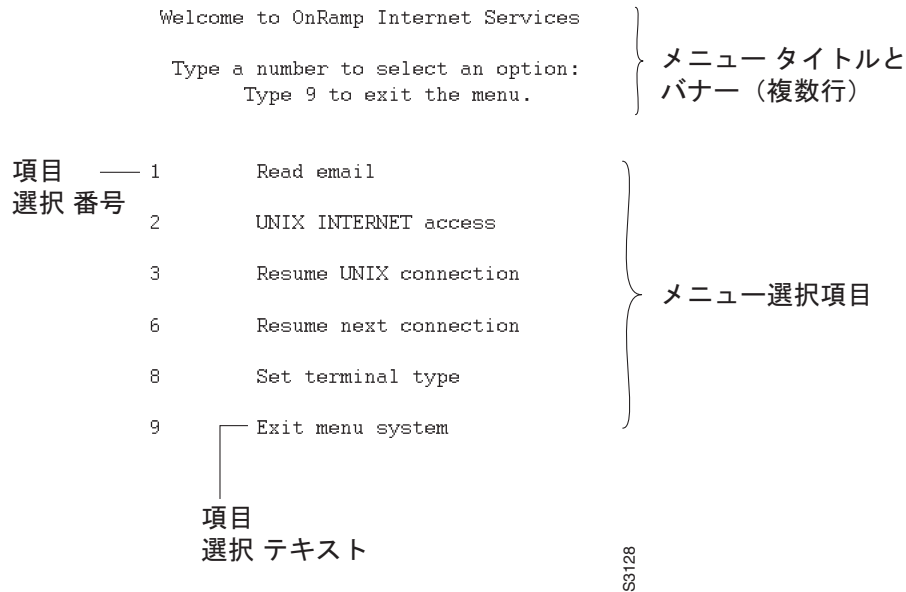 Welcome to OnRamp Internet Services
Type a number to select an option:
Type 9 to exit the menu.
メニュー タイトルと
バナー（複数行）
項目
選択 番号
1 Read email
2 UNIX INTERNET access
3 Resume UNIX connection
6 Resume next connection
8 Set terminal type
9 Exit menu system
メニュー選択項目
項目
選択 テキスト
S3128